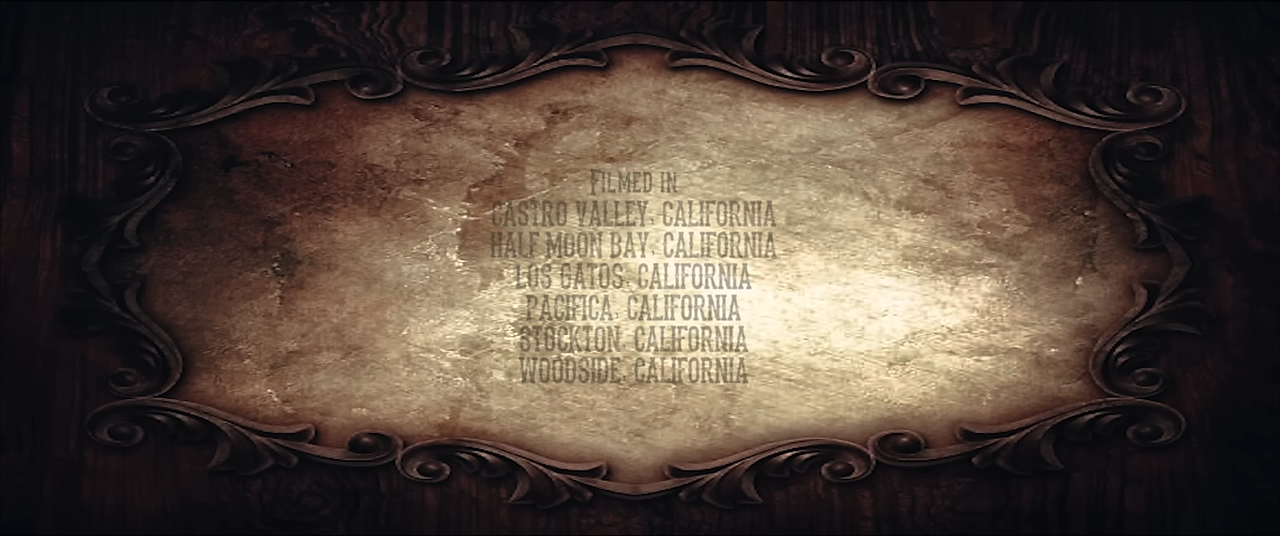 FILMED IN
CASTRO VALLEY, CALIFORNIA
HALF MOON BAY, CALIFORNIA
LOS GATOS, CALIFORNIA
PACIFICA, CALIFORNIA
STOCKTON, CALIFORNIA
WOODSIDE, CALIFORNIA